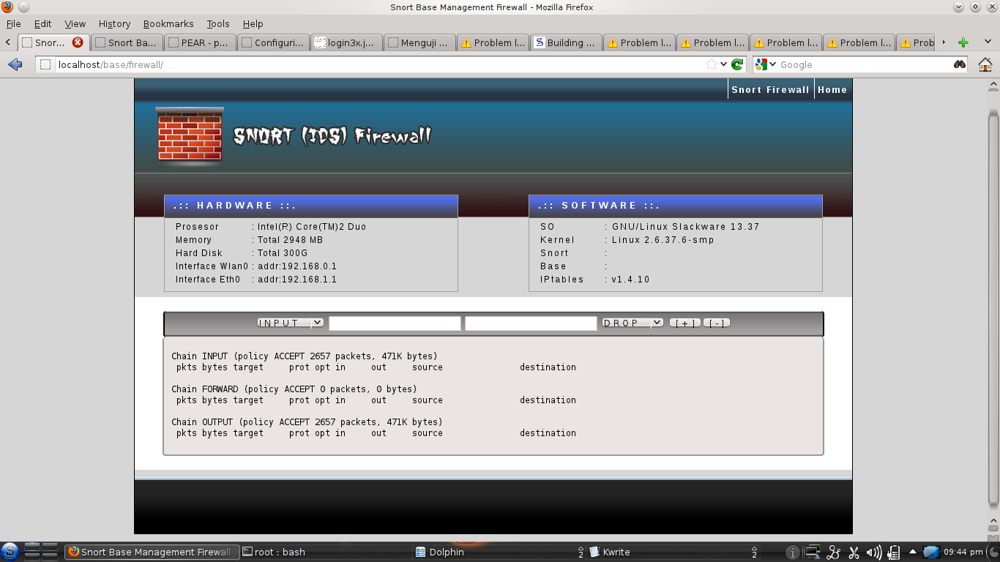 Snort Base Management Firewall - Mozilla Firefox
File Edit View History Bookmarks Tools Help
Snor... Snort Ba... PEAR - p... Configuri... login3x.j... Menguji ... Problem l... Building ... Problem l... Problem l... Problem l... Problem l... Prob
localhost/base/firewall/ Google
Snort Firewall Home
SNORT (IDS) Firewall
.:: HARDWARE ::. .:: SOFTWARE ::.
Prosesor : Intel(R) Core(TM)2 Duo SO : GNU/Linux Slackware 13.37
Memory : Total 2948 MB Kernel : Linux 2.6.37.6-smp
Hard Disk : Total 300G Snort :
Interface Wlan0 : addr:192.168.0.1 Base :
Interface Eth0 : addr:192.168.1.1 IPtables : v1.4.10
INPUT DROP [+] [-]
Chain INPUT (policy ACCEPT 2657 packets, 471K bytes)
pkts bytes target prot opt in out source destination
Chain FORWARD (policy ACCEPT 0 packets, 0 bytes)
pkts bytes target prot opt in out source destination
Chain OUTPUT (policy ACCEPT 2657 packets, 471K bytes)
pkts bytes target prot opt in out source destination
Snort Base Management Firewall root : bash Dolphin 2 Kwrite 2 09:44 pm